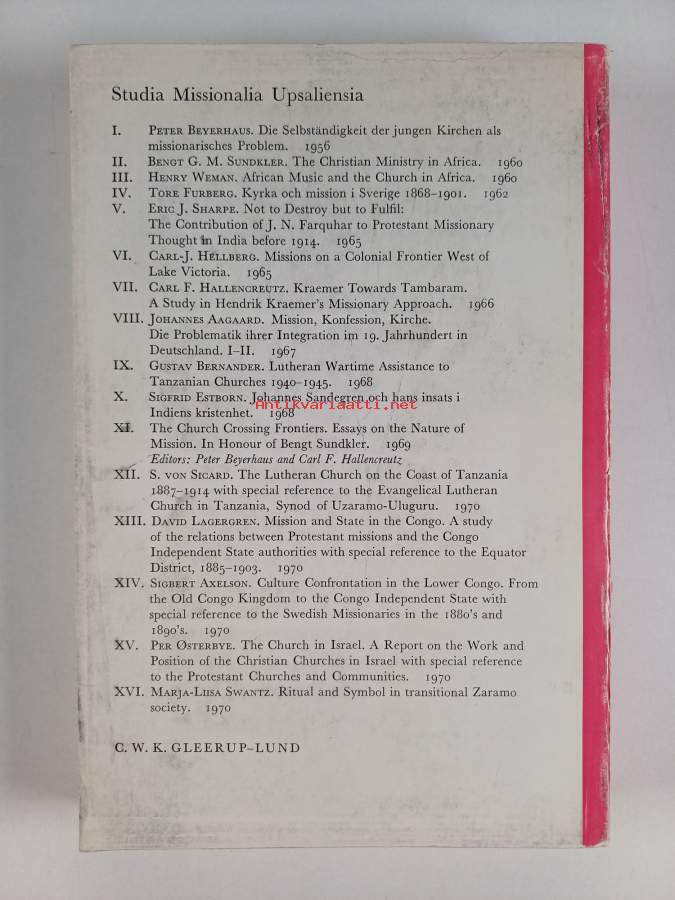 Studia Missionalia Upsaliensia
I. PETER BEYERHAUS. Die Selbständigkeit der jungen Kirchen als
missionarisches Problem. 1956
II. BENGT G. M. SUNDKLER. The Christian Ministry in Africa. 1960
III. HENRY WEMAN. African Music and the Church in Africa. 1960
IV. TORE FURBERG. Kyrka och mission i Sverige 1868–1901. 1962
V. ERIC J. SHARPE. Not to Destroy but to Fulfil:
The Contribution of J. N. Farquhar to Protestant Missionary
Thought in India before 1914. 1965
VI. CARL-J. HELLBERG. Missions on a Colonial Frontier West of
Lake Victoria. 1965
VII. CARL F. HALLENCREUTZ. Kraemer Towards Tambaram.
A Study in Hendrik Kraemer's Missionary Approach. 1966
VIII. JOHANNES AAGAARD. Mission, Konfession, Kirche.
Die Problematik ihrer Integration im 19. Jahrhundert in
Deutschland. I–II. 1967
IX. GUSTAV BERNANDER. Lutheran Wartime Assistance to
Tanzanian Churches 1940–1945. 1968
X. SIGFRID ESTBORN. Johannes Sandegren och hans insats i
Indiens kristenhet. 1968
Antikvariaatti.net
XI. The Church Crossing Frontiers. Essays on the Nature of
Mission. In Honour of Bengt Sundkler. 1969
Editors: Peter Beyerhaus and Carl F. Hallencreutz
XII. S. VON SICARD. The Lutheran Church on the Coast of Tanzania
1887–1914 with special reference to the Evangelical Lutheran
Church in Tanzania, Synod of Uzaramo-Uluguru. 1970
XIII. DAVID LAGERGREN. Mission and State in the Congo. A study
of the relations between Protestant missions and the Congo
Independent State authorities with special reference to the Equator
District, 1885–1903. 1970
XIV. SIGBERT AXELSON. Culture Confrontation in the Lower Congo. From
the Old Congo Kingdom to the Congo Independent State with
special reference to the Swedish Missionaries in the 1880's and
1890's. 1970
XV. PER ØSTERBYE. The Church in Israel. A Report on the Work and
Position of the Christian Churches in Israel with special reference
to the Protestant Churches and Communities. 1970
XVI. MARJA-LIISA SWANTZ. Ritual and Symbol in transitional Zaramo
society. 1970
C. W. K. GLEERUP–LUND